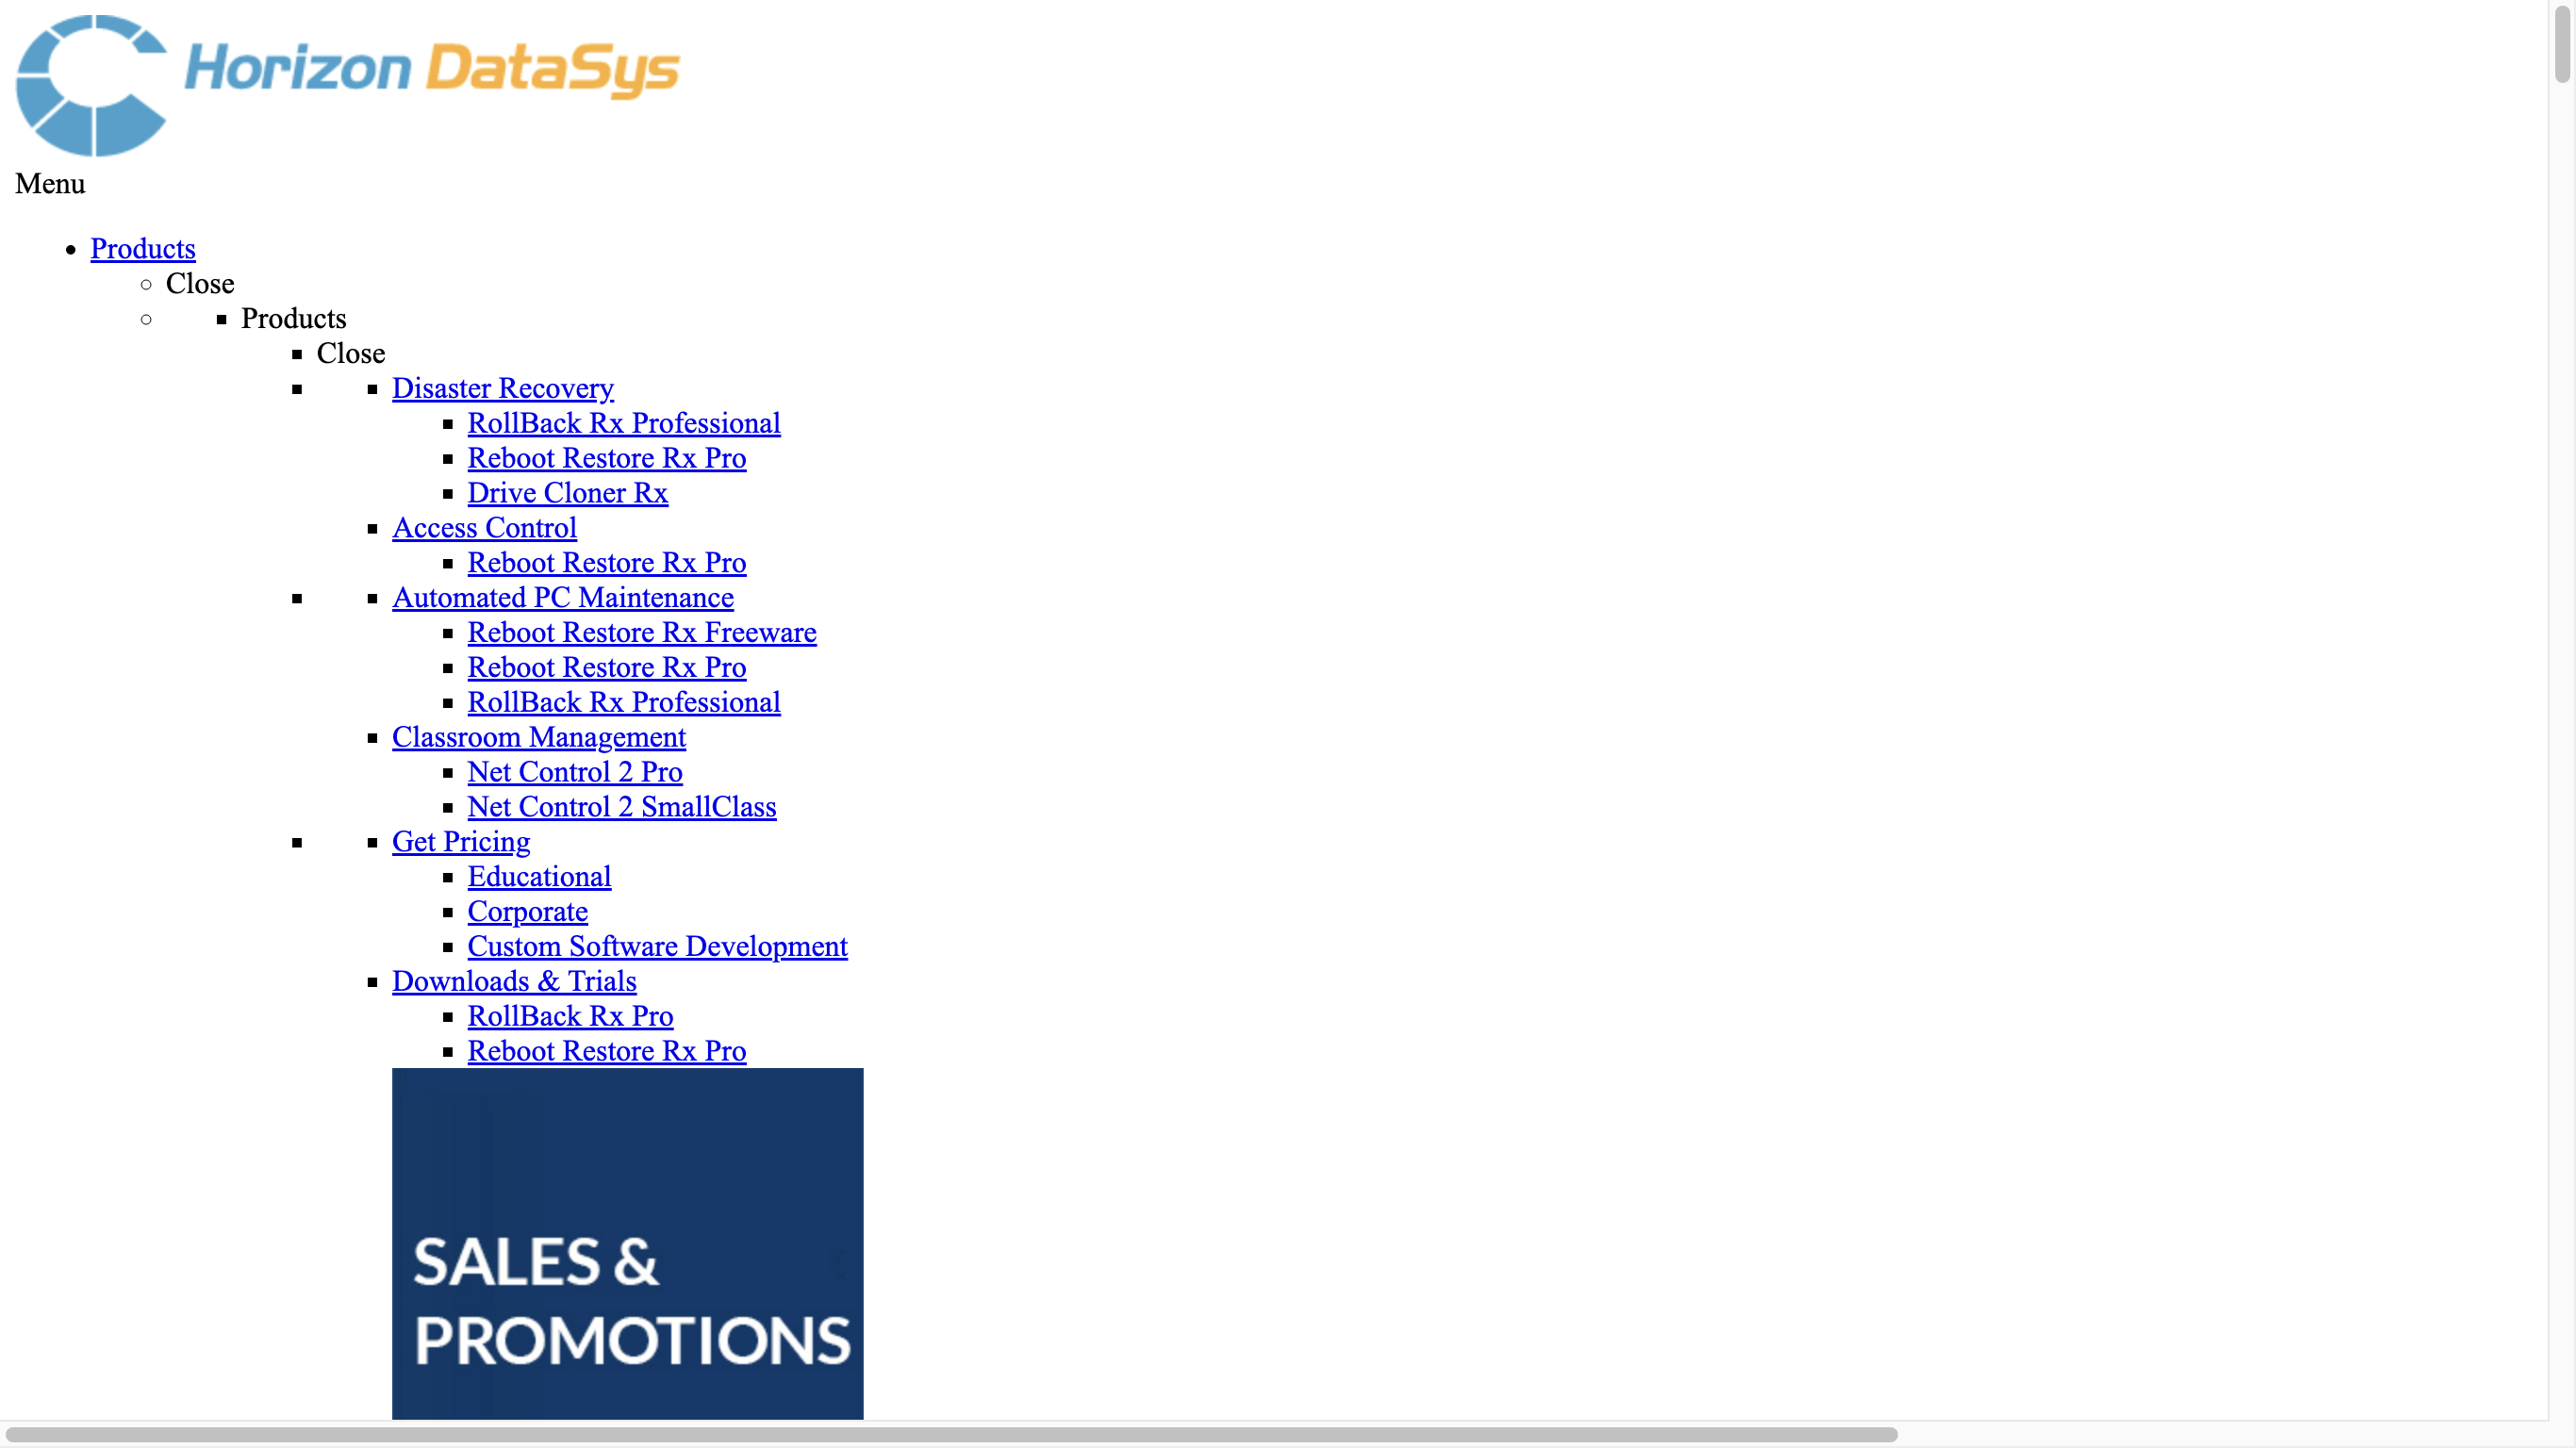 Horizon DataSys
Menu
Products
Close
Products
Close
Disaster Recovery
RollBack Rx Professional
Reboot Restore Rx Pro
Drive Cloner Rx
Access Control
Reboot Restore Rx Pro
Automated PC Maintenance
Reboot Restore Rx Freeware
Reboot Restore Rx Pro
RollBack Rx Professional
Classroom Management
Net Control 2 Pro
Net Control 2 SmallClass
Get Pricing
Educational
Corporate
Custom Software Development
Downloads & Trials
RollBack Rx Pro
Reboot Restore Rx Pro
SALES &
PROMOTIONS